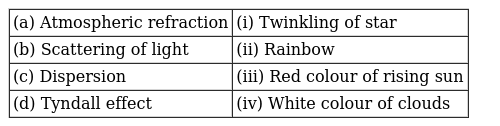 (a) Atmospheric refraction (i) Twinkling of star
(b) Scattering of light (ii) Rainbow
(c) Dispersion (iii) Red colour of rising sun
(d) Tyndall effect (iv) White colour of clouds